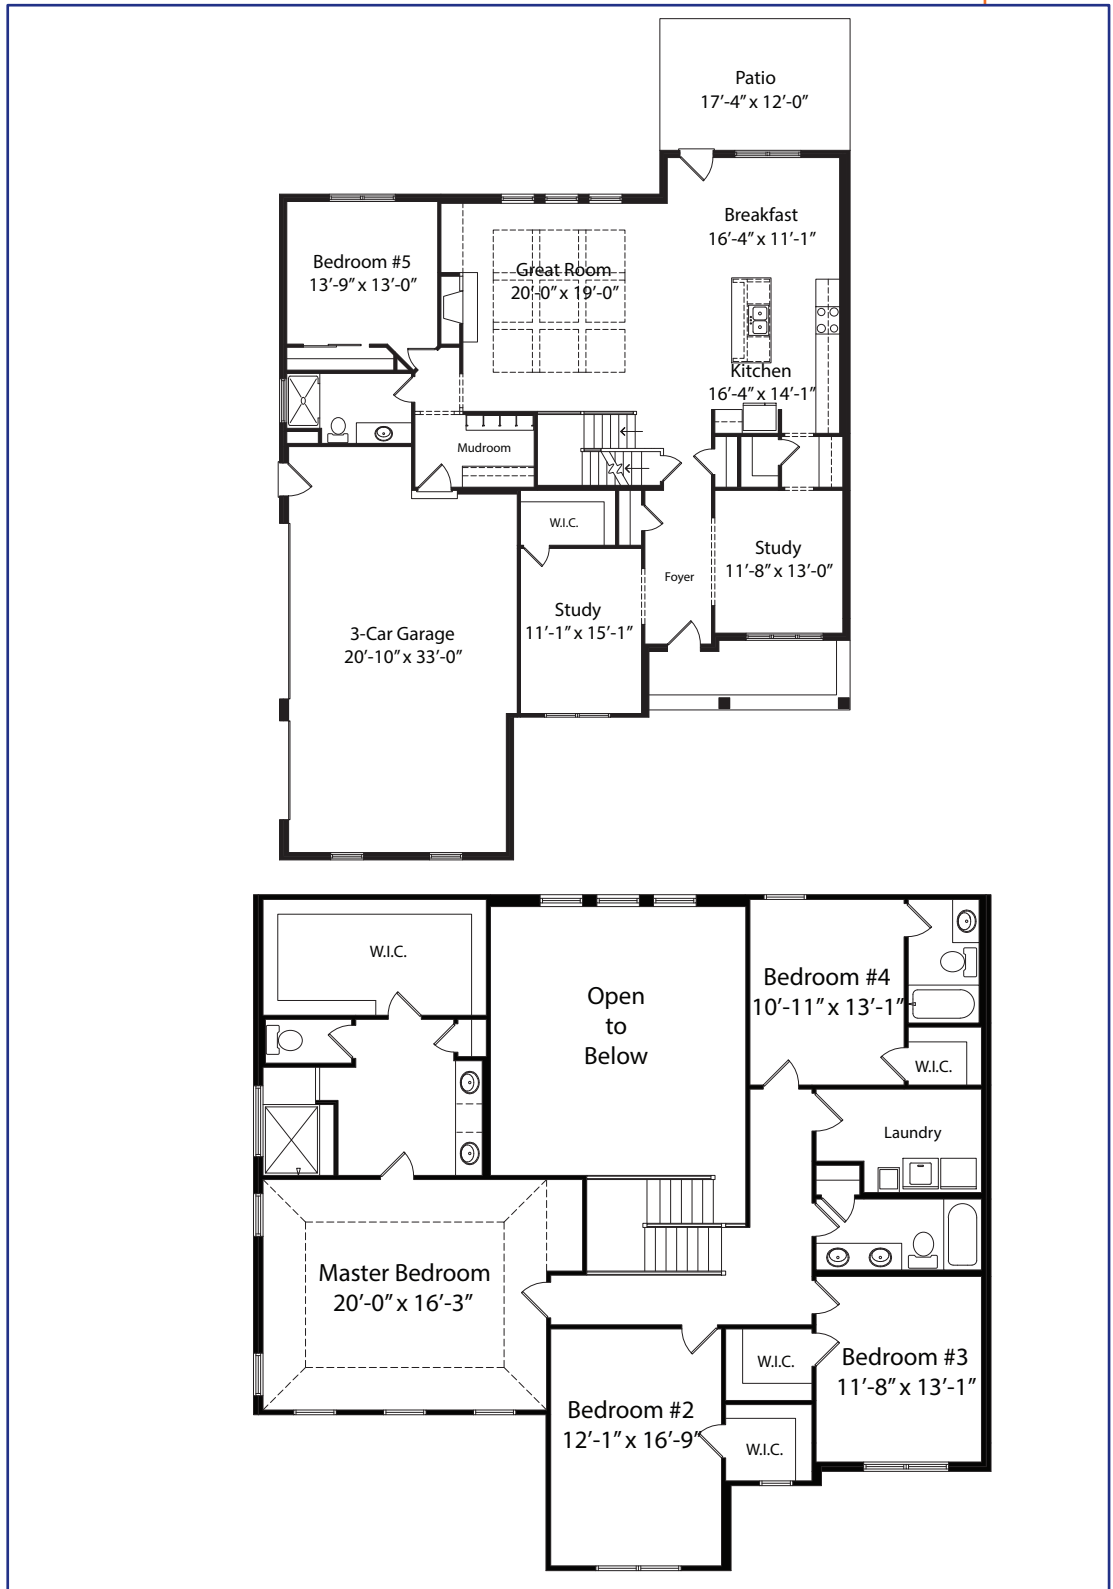 Patio
17’-4” x 12’-0”
Breakfast
16’-4” x 11’-1”
Bedroom #5
13’-9” x 13’-0”
Great Room
20’-0” x 19’-0”
Kitchen
16’-4” x 14’-1”
Mudroom
W.I.C.
Study
11’-8” x 13’-0”
Foyer
Study
11’-1” x 15’-1”
3-Car Garage
20’-10” x 33’-0”
W.I.C.
Open
to
Below
Bedroom #4
10’-11” x 13’-1”
W.I.C.
Laundry
Master Bedroom
20’-0” x 16’-3”
W.I.C.
Bedroom #3
11’-8” x 13’-1”
Bedroom #2
12’-1” x 16’-9”
W.I.C.